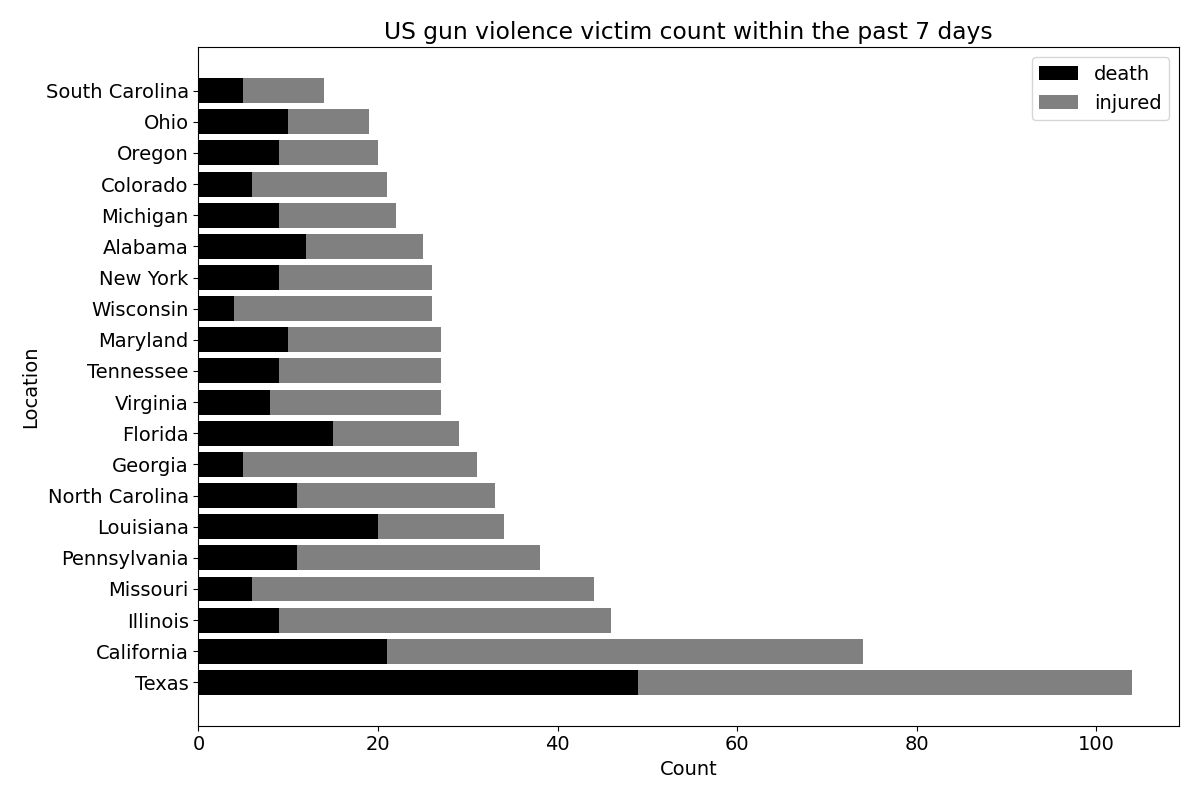 US gun violence victim count within the past 7 days
death
injured
South Carolina
Ohio
Oregon
Colorado
Michigan
Alabama
New York
Wisconsin
Maryland
Tennessee
Virginia
Florida
Georgia
North Carolina
Louisiana
Pennsylvania
Missouri
Illinois
California
Texas
Location
0 20 40 60 80 100
Count